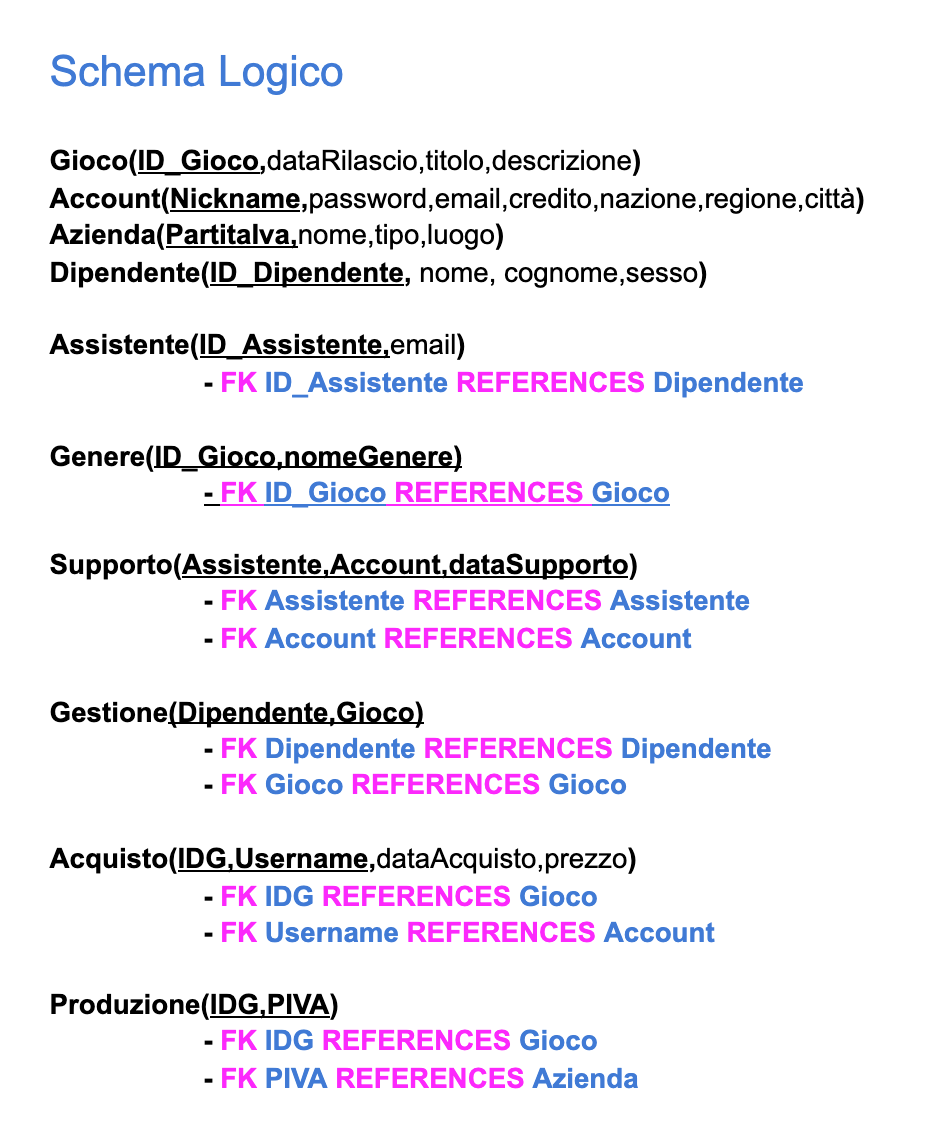 Schema Logico
Gioco(ID_Gioco,dataRilascio,titolo,descrizione)
Account(Nickname,password,email,credito,nazione,regione,città)
Azienda(PartitaIva,nome,tipo,luogo)
Dipendente(ID_Dipendente, nome, cognome,sesso)
Assistente(ID_Assistente,email)
- FK ID_Assistente REFERENCES Dipendente
Genere(ID_Gioco,nomeGenere)
- FK ID_Gioco REFERENCES Gioco
Supporto(Assistente,Account,dataSupporto)
- FK Assistente REFERENCES Assistente
- FK Account REFERENCES Account
Gestione(Dipendente,Gioco)
- FK Dipendente REFERENCES Dipendente
- FK Gioco REFERENCES Gioco
Acquisto(IDG,Username,dataAcquisto,prezzo)
- FK IDG REFERENCES Gioco
- FK Username REFERENCES Account
Produzione(IDG,PIVA)
- FK IDG REFERENCES Gioco
- FK PIVA REFERENCES Azienda